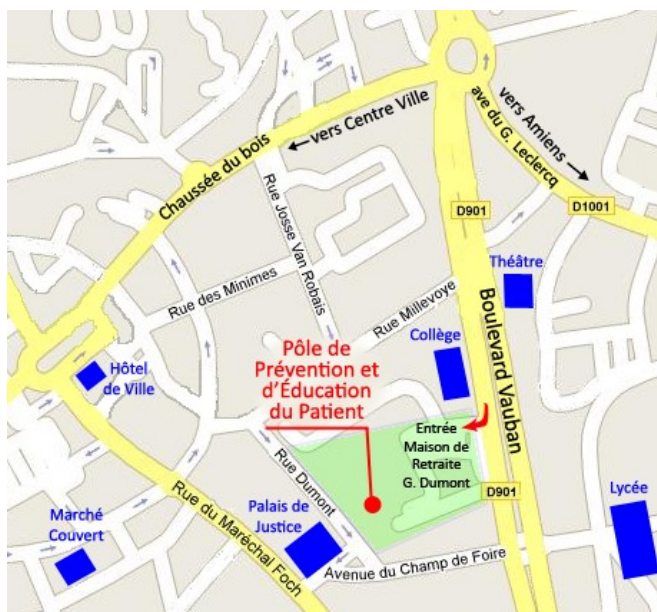 vers Centre Ville
Chaussée du bois
vers Amiens
ave du G. Leclercq
D901
D1001
Rue Josse Van Robais
Théâtre
Rue des Minimes
Rue Millevoye
Boulevard Vauban
Collège
Hôtel
de Ville
Pôle de
Prévention et
d'Éducation
du Patient
Entrée
Maison de
Retraite
G. Dumont
D901
Rue Dumont
Rue du Maréchal Foch
Palais de
Justice
Lycée
Marché
Couvert
Avenue du Champ de Foire